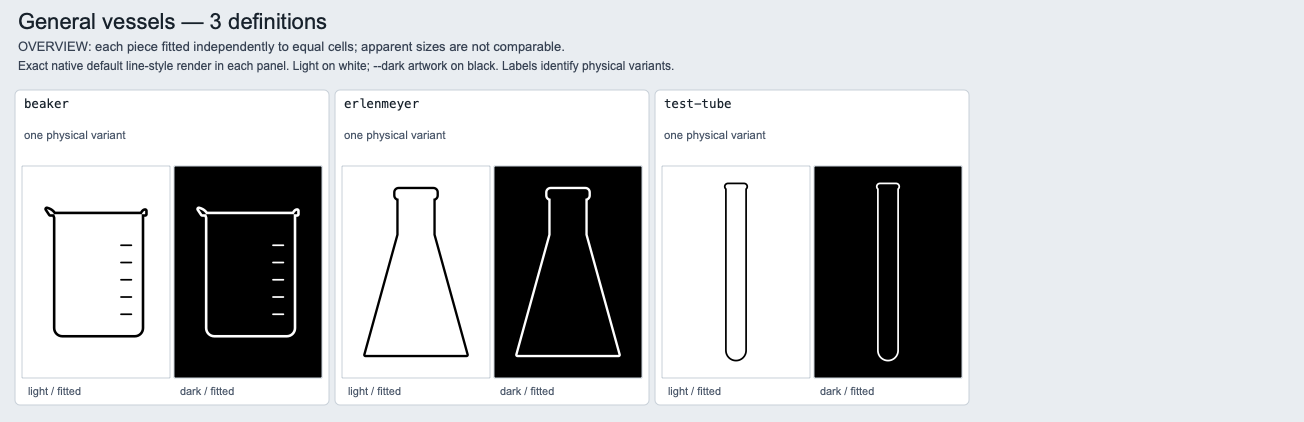 General vessels — 3 definitions
OVERVIEW: each piece fitted independently to equal cells; apparent sizes are not comparable.
Exact native default line-style render in each panel. Light on white; --dark artwork on black. Labels identify physical variants.
beaker
one physical variant
light / fitted
dark / fitted
erlenmeyer
one physical variant
light / fitted
dark / fitted
test-tube
one physical variant
light / fitted
dark / fitted